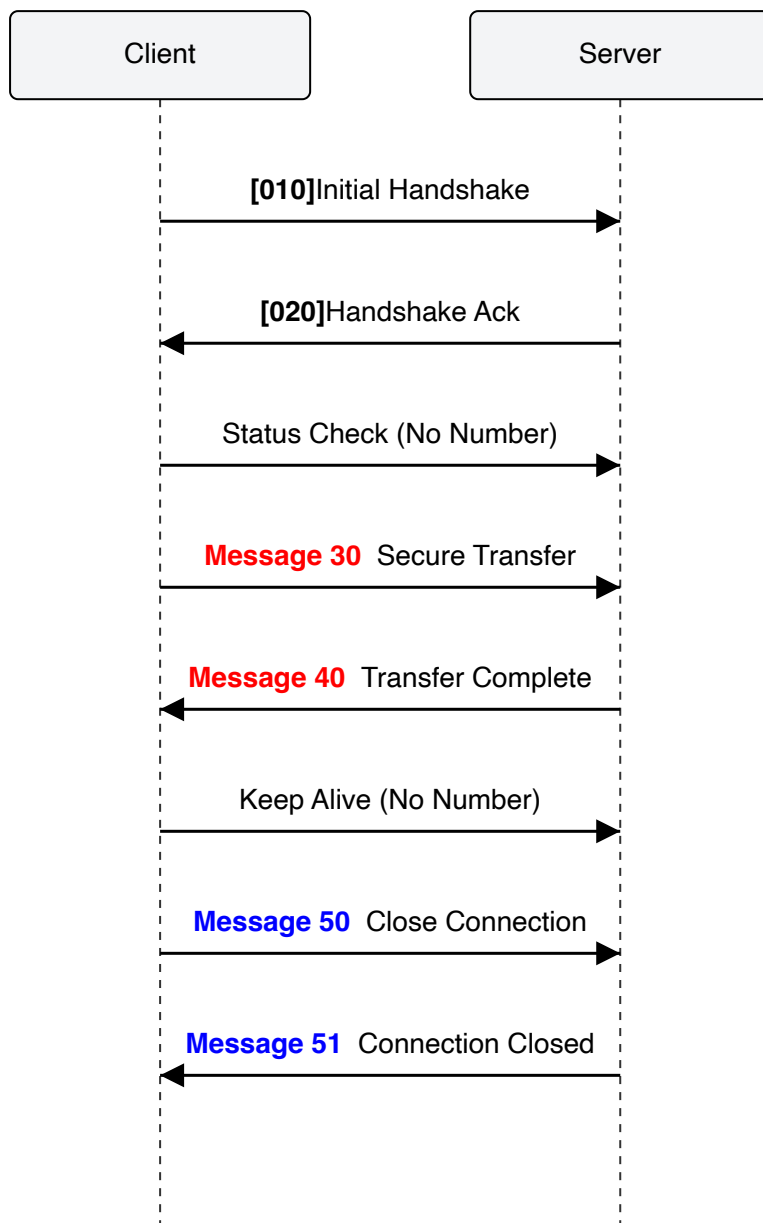 Client
Server
[010]Initial Handshake
[020]Handshake Ack
Status Check (No Number)
Message 30  Secure Transfer
Message 40  Transfer Complete
Keep Alive (No Number)
Message 50  Close Connection
Message 51  Connection Closed